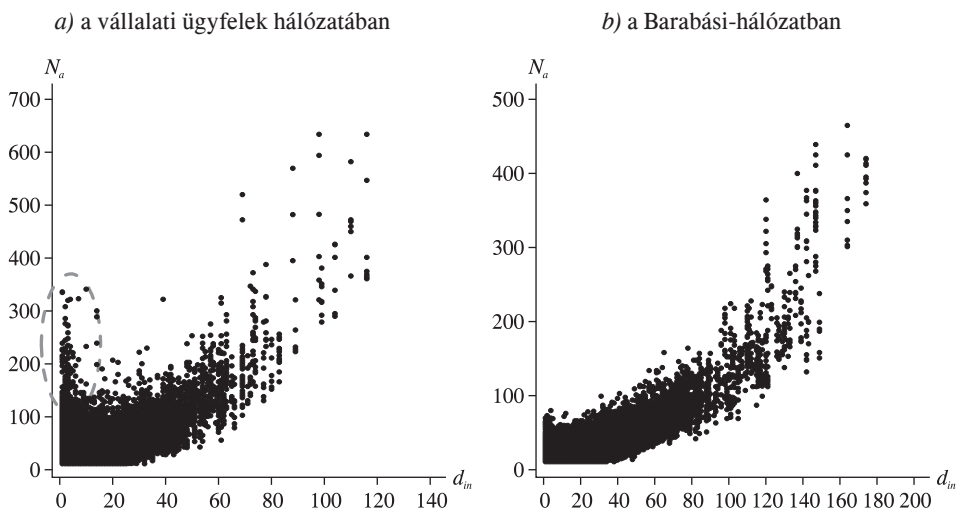 a) a vállalati ügyfelek hálózatában
N_a
700
600
500
400
300
200
100
0
0 20 40 60 80 100 120 140
d_in
b) a Barabási-hálózatban
N_a
500
400
300
200
100
0
0 20 40 60 80 100 120 140 160 180 200
d_in